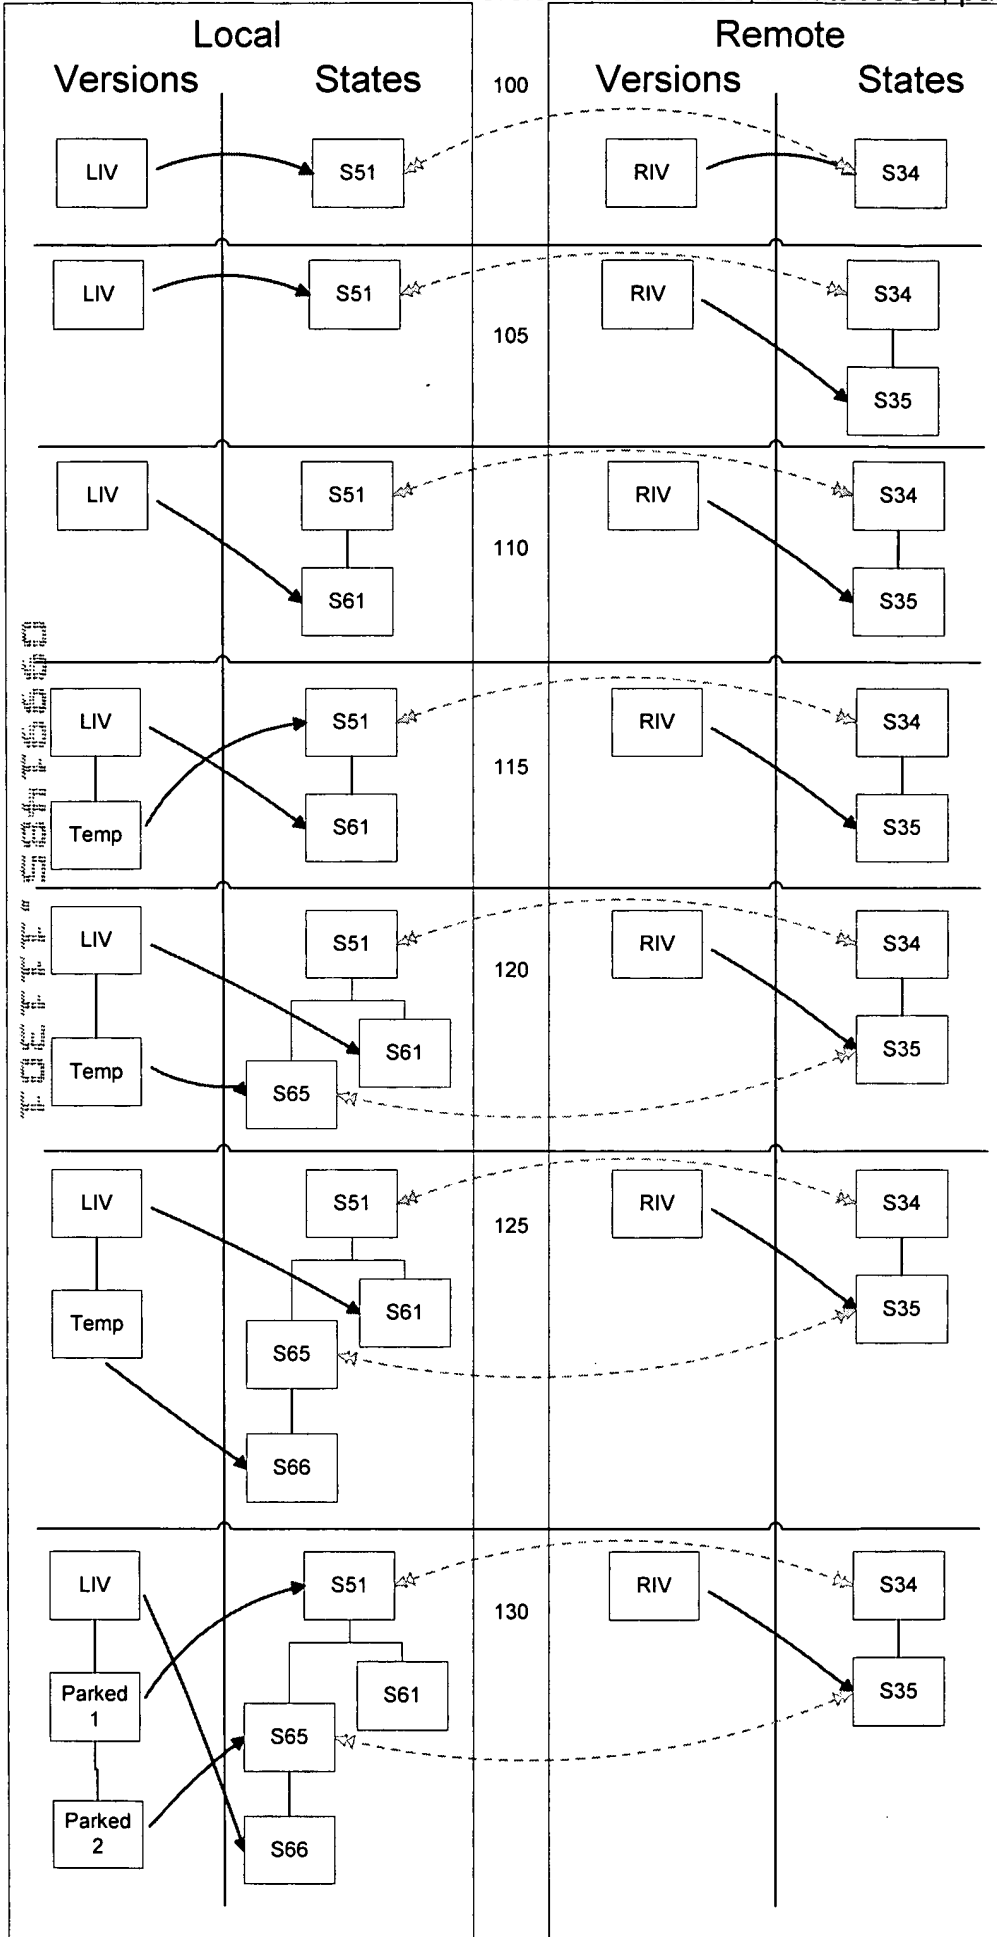 Local
Remote
Versions
States
100
Versions
States
LIV
S51
RIV
S34
LIV
S51
RIV
S34
105
S35
LIV
S51
RIV
S34
110
S61
S35
LIV
S51
RIV
S34
115
Temp
S61
S35
LIV
S51
RIV
S34
120
Temp
S61
S35
S65
LIV
S51
RIV
S34
125
Temp
S61
S35
S65
S66
LIV
S51
RIV
S34
130
Parked
1
S61
S35
S65
Parked
2
S66